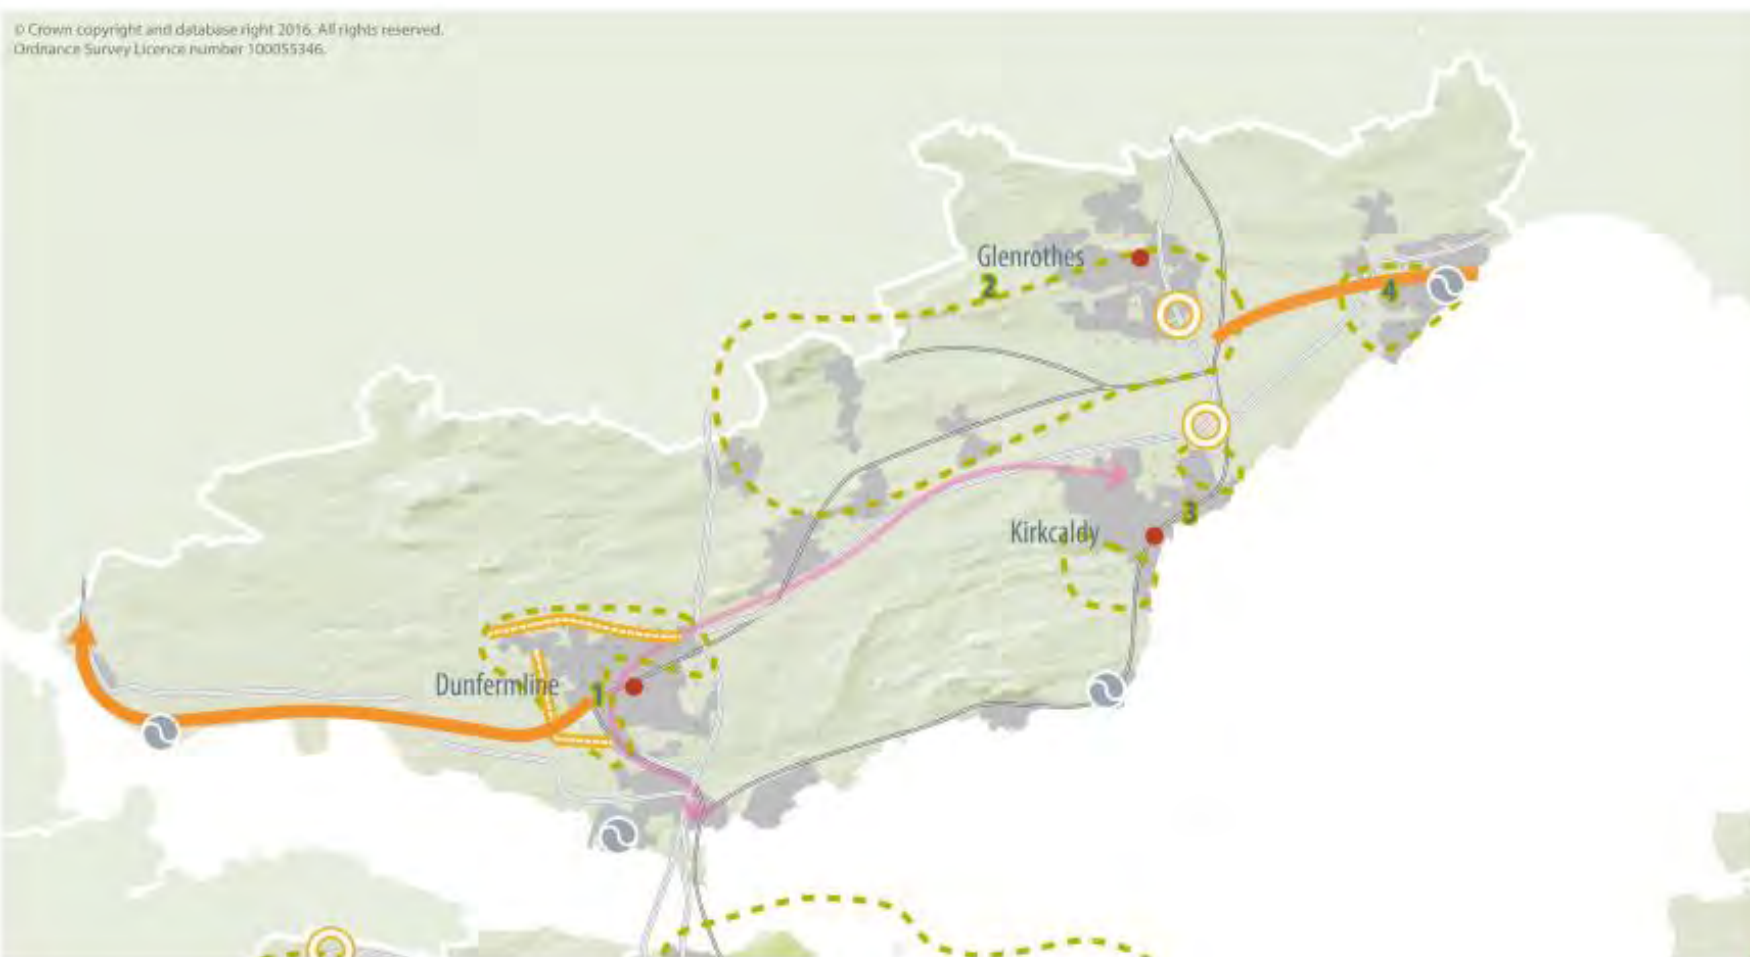 © Crown copyright and database right 2016. All rights reserved.
Ordnance Survey Licence number 100055346.
Glenrothes
2
4
Kirkcaldy
3
Dunfermline
1